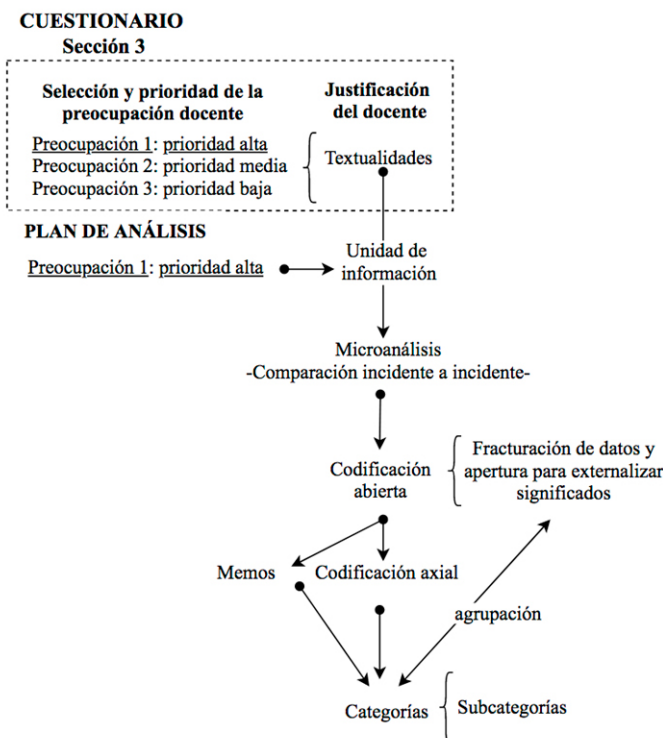 CUESTIONARIO
Sección 3
Selección y prioridad de la
preocupación docente
Justificación
del docente
Preocupación 1: prioridad alta
Preocupación 2: prioridad media
Preocupación 3: prioridad baja
Textualidades
PLAN DE ANÁLISIS
Preocupación 1: prioridad alta
Unidad de
información
Microanálisis
-Comparación incidente a incidente-
Codificación
abierta
Fracturación de datos y
apertura para externalizar
significados
Memos
Codificación axial
agrupación
Categorías
Subcategorías